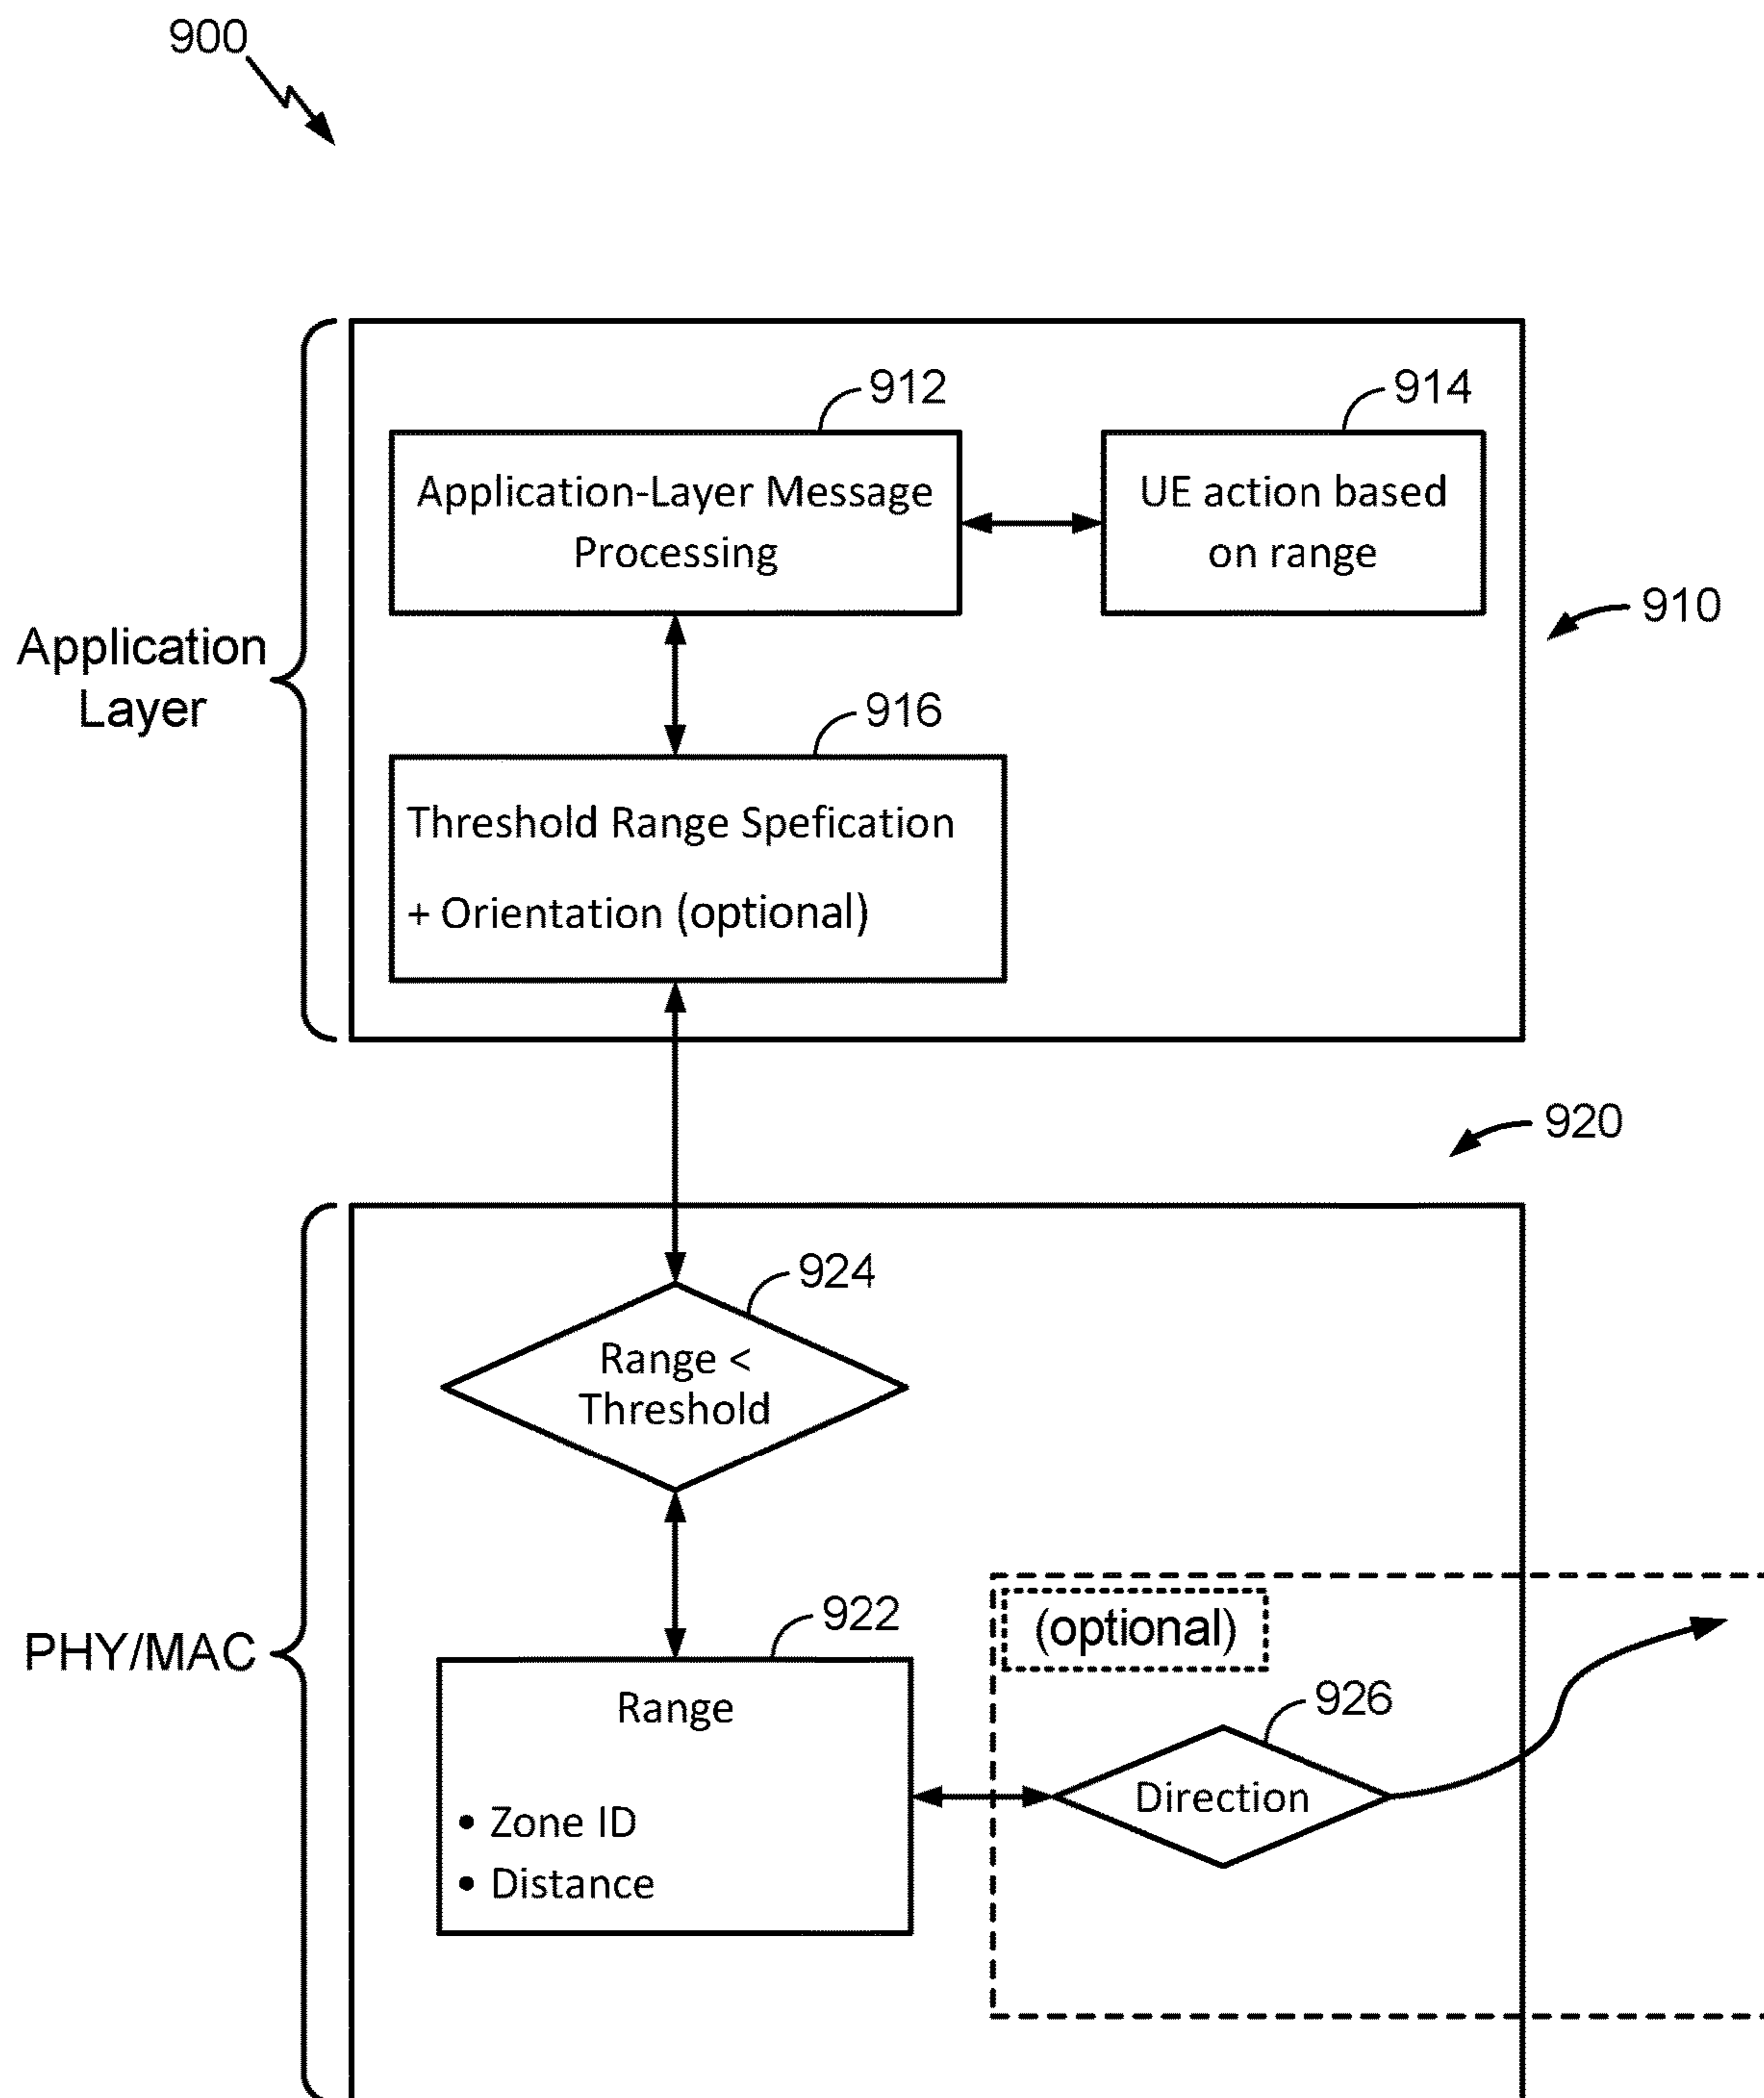 900
912
914
Application-Layer Message
Processing
UE action based
on range
910
Application
Layer
916
Threshold Range Spefication
+ Orientation (optional)
920
924
Range <
Threshold
922
(optional)
PHY/MAC
Range
926
Direction
• Zone ID
• Distance